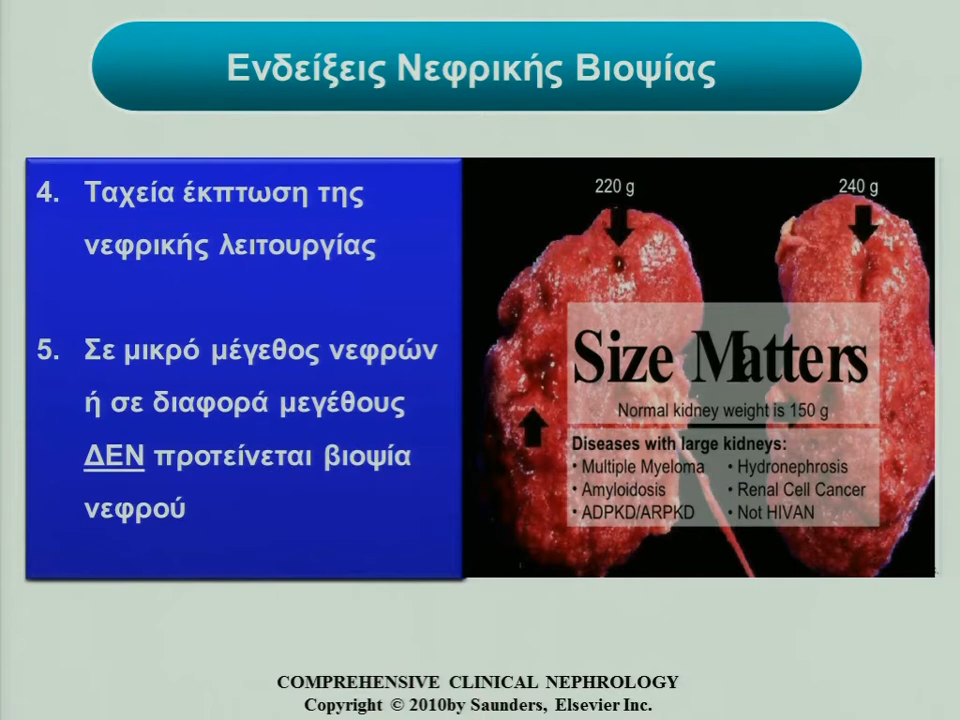 Ενδείξεις Νεφρικής Βιοψίας
4. Ταχεία έκπτωση της
νεφρικής λειτουργίας
5. Σε μικρό μέγεθος νεφρών
ή σε διαφορά μεγέθους
ΔΕΝ προτείνεται βιοψία
νεφρού
220 g
240 g
Size Matters
Normal kidney weight is 150 g
Diseases with large kidneys:
• Multiple Myeloma • Hydronephrosis
• Amyloidosis • Renal Cell Cancer
• ADPKD/ARPKD • Not HIVAN
COMPREHENSIVE CLINICAL NEPHROLOGY
Copyright © 2010by Saunders, Elsevier Inc.